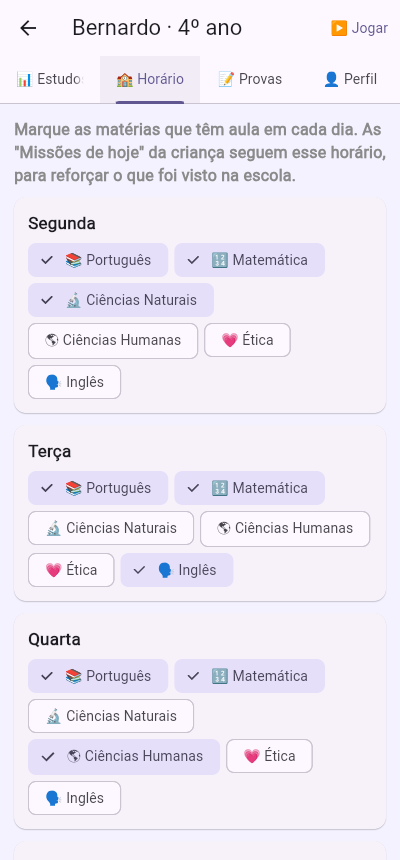 Bernardo · 4º ano
▶️ Jogar
📊 Estudo
🏫 Horário
📝 Provas
👤 Perfil
Marque as matérias que têm aula em cada dia. As
"Missões de hoje" da criança seguem esse horário,
para reforçar o que foi visto na escola.
Segunda
✓ 📚 Português ✓ 🔢 Matemática
✓ 🔬 Ciências Naturais
🌎 Ciências Humanas 💗 Ética
🗣️ Inglês
Terça
✓ 📚 Português ✓ 🔢 Matemática
🔬 Ciências Naturais 🌎 Ciências Humanas
💗 Ética ✓ 🗣️ Inglês
Quarta
✓ 📚 Português ✓ 🔢 Matemática
🔬 Ciências Naturais
✓ 🌎 Ciências Humanas 💗 Ética
🗣️ Inglês